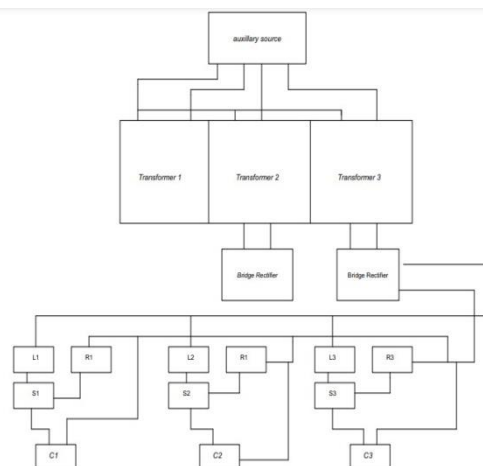 auxillary source
Transformer 1
Transformer 2
Transformer 3
Bridge Rectifier
Bridge Rectifier
L1
R1
L2
R1
L3
R3
S1
S2
S3
C1
C2
C3